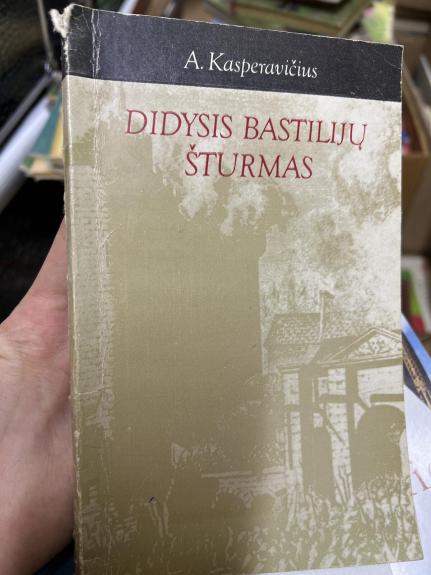 A. Kasperavičius
DIDYSIS BASTILIJŲ
ŠTURMAS